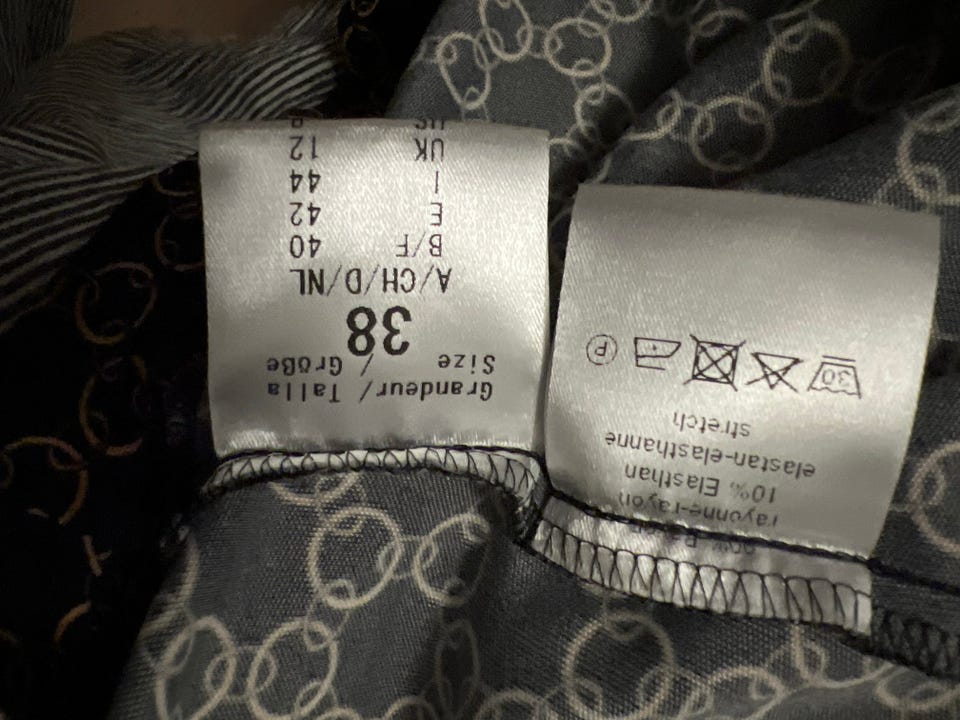 Grandeur/ Talla
Size / Größe
38
A/CH/D/NL
B/F 40
E 42
I 44
UK 12
rayonne-rayon
10% Elasthan
elastan-elasthanne
stretch
30
P